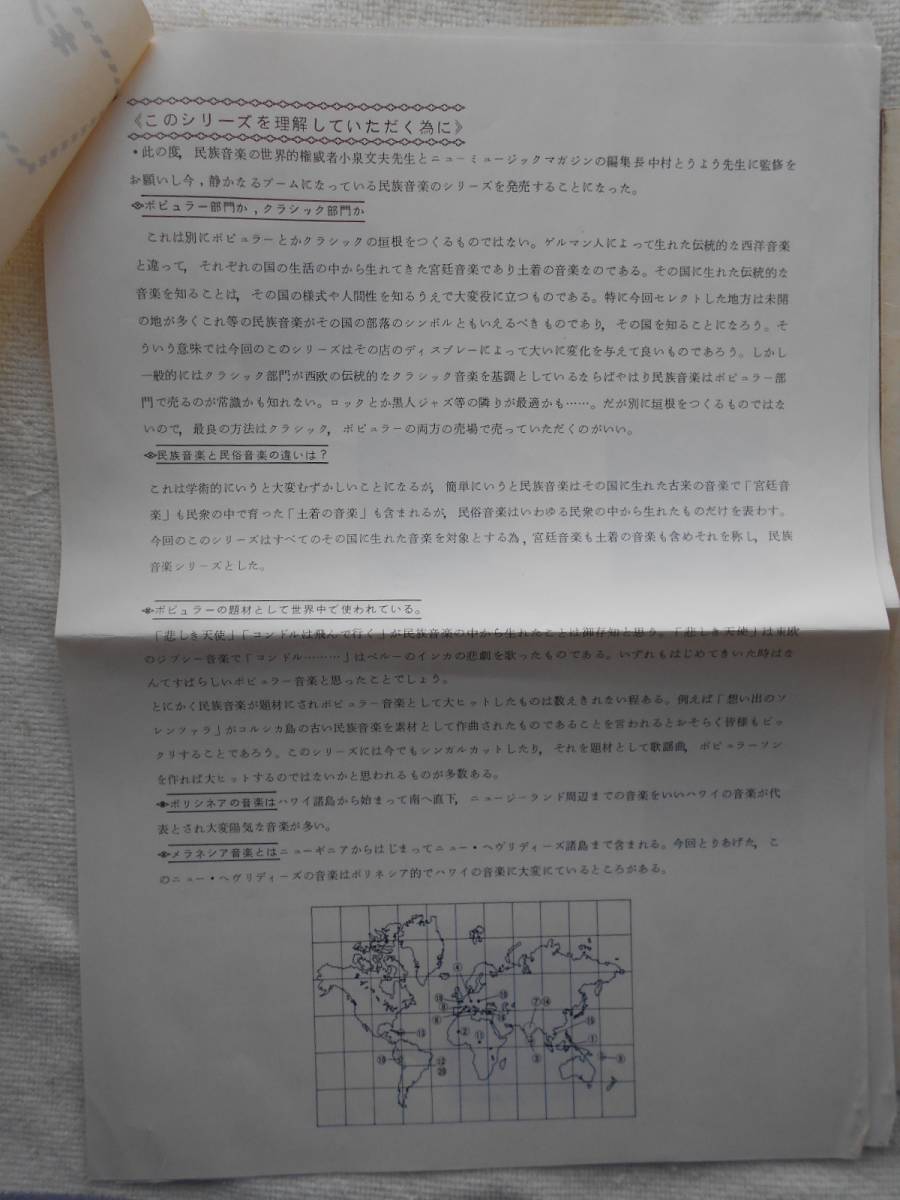 《このシリーズを理解していただく為に》
・此の度，民族音楽の世界的権威者小泉文夫先生とニューミュージックマガジンの編集長中村とうよう先生に監修を
お願いし今，静かなるブームになっている民族音楽のシリーズを発売することになった。
ポピュラー部門か，クラシック部門か
これは別にポピュラーとかクラシックの垣根をつくるものではない。ゲルマン人によって生れた伝統的な西洋音楽
と違って，それぞれの国の生活の中から生れてきた宮廷音楽であり土着の音楽なのである。その国に生れた伝統的な
音楽を知ることは，その国の様式や人間性を知るうえで大変役に立つものである。特に今回セレクトした地方は未開
の地が多くこれ等の民族音楽がその国の部落のシンボルともいえるべきものであり，その国を知ることになろう。そ
ういう意味では今回のこのシリーズはその店のディスプレーによって大いに変化を与えて良いものであろう。しかし
一般的にはクラシック部門が西欧の伝統的なクラシック音楽を基調としているならばやはり民族音楽はポピュラー部
門で売るのが常識かも知れない。ロックとか黒人ジャズ等の隣りが最適かも……。だが別に垣根をつくるものではな
いので，最良の方法はクラシック，ポピュラーの両方の売場で売っていただくのがいい。
民族音楽と民俗音楽の違いは？
これは学術的にいうと大変むずかしいことになるが，簡単にいうと民族音楽はその国に生れた古来の音楽で「宮廷音
楽」も民衆の中で育った「土着の音楽」も含まれるが，民俗音楽はいわゆる民衆の中から生れたものだけを表わす。
今回のこのシリーズはすべてのその国に生れた音楽を対象とする為，宮廷音楽も土着の音楽も含めそれを称し，民族
音楽シリーズとした。
ポピュラーの題材として世界中で使われている。
「悲しき天使」「コンドルは飛んで行く」が民族音楽の中から生れたことは御存知と思う。「悲しき天使」は東欧
のジプシー音楽で「コンドル………」はペルーのインカの悲劇を歌ったものである。いずれもはじめてきいた時はな
んてすばらしいポピュラー音楽と思ったことでしょう。
とにかく民族音楽が題材にされポピュラー音楽として大ヒットしたものは数えきれない程ある。例えば「想い出のソ
レンツァラ」がコルシカ島の古い民族音楽を素材として作曲されたものであることを言われるとおそらく皆様もビッ
クリすることであろう。このシリーズには今でもシンガルカットしたり，それを題材として歌謡曲，ポピュラーソン
を作れば大ヒットするのではないかと思われるものが多数ある。
ポリシネアの音楽はハワイ諸島から始まって南へ直下，ニュージーランド周辺までの音楽をいいハワイの音楽が代
表とされ大変陽気な音楽が多い。
メラネシア音楽とはニューギニアからはじまってニュー・ヘヴリディーズ諸島まで含まれる。今回とりあげた，こ
のニュー・ヘヴリディーズの音楽はポリネシア的でハワイの音楽に大変にているところがある。